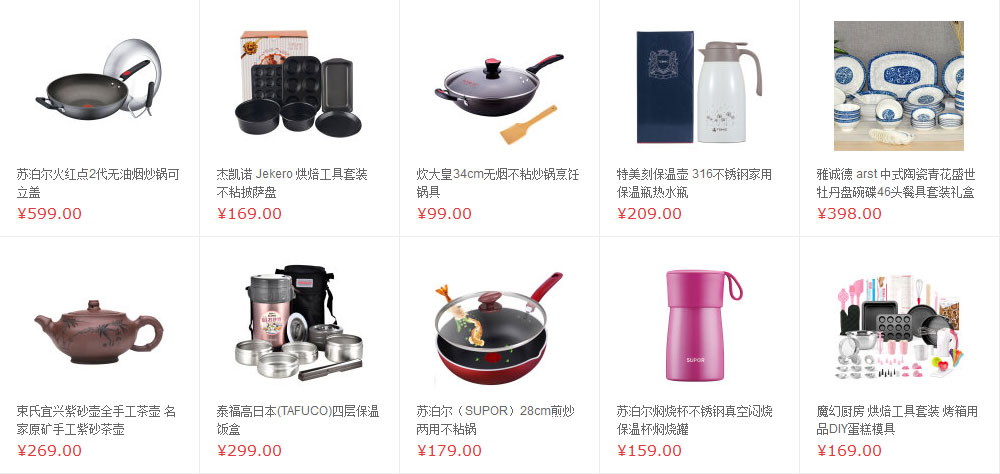 苏泊尔火红点2代无油烟炒锅可
立盖
¥599.00
杰凯诺 Jekero 烘焙工具套装
不粘披萨盘
¥169.00
炊大皇34cm无烟不粘炒锅烹饪
锅具
¥99.00
特美刻保温壶 316不锈钢家用
保温瓶热水瓶
¥209.00
雅诚德 arst 中式陶瓷青花盛世
牡丹盘碗碟46头餐具套装礼盒
¥398.00
束氏宜兴紫砂壶全手工茶壶 名
家原矿手工紫砂茶壶
¥269.00
泰福高日本(TAFUCO)四层保温
饭盒
¥299.00
苏泊尔（SUPOR）28cm煎炒
两用不粘锅
¥179.00
SUPOR
苏泊尔焖烧杯不锈钢真空闷烧
保温杯焖烧罐
¥159.00
魔幻厨房 烘焙工具套装 烤箱用
品DIY蛋糕模具
¥169.00